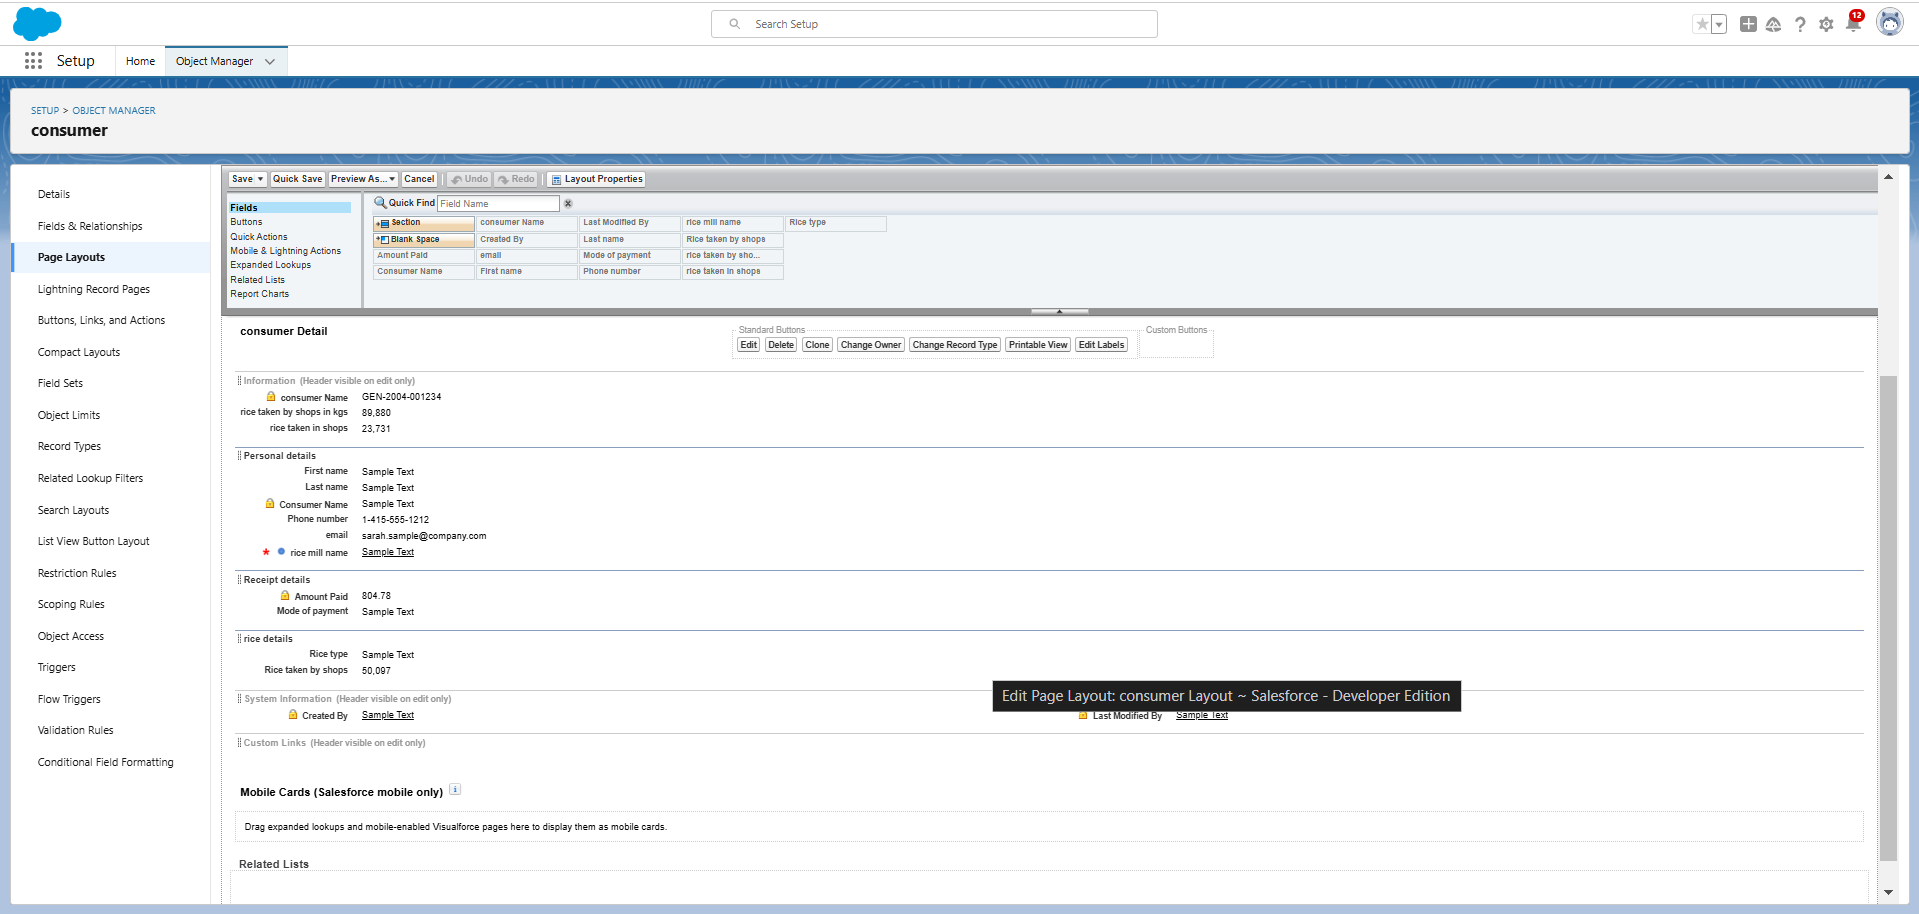 Search Setup
12
Setup
Home
Object Manager
SETUP > OBJECT MANAGER
consumer
Details
Fields & Relationships
Page Layouts
Lightning Record Pages
Buttons, Links, and Actions
Compact Layouts
Field Sets
Object Limits
Record Types
Related Lookup Filters
Search Layouts
List View Button Layout
Restriction Rules
Scoping Rules
Object Access
Triggers
Flow Triggers
Validation Rules
Conditional Field Formatting
Save Quick Save Preview As... Cancel Undo Redo Layout Properties
Fields
Buttons
Quick Actions
Mobile & Lightning Actions
Expanded Lookups
Related Lists
Report Charts
Quick Find Field Name
Section consumer Name Last Modified By rice mill name Rice type
Blank Space Created By Last name Rice taken by shops
Amount Paid email Mode of payment rice taken by sho...
Consumer Name First name Phone number rice taken in shops
consumer Detail
Standard Buttons
Edit Delete Clone Change Owner Change Record Type Printable View Edit Labels
Custom Buttons
Information (Header visible on edit only)
consumer Name GEN-2004-001234
rice taken by shops in kgs 89,880
rice taken in shops 23,731
Personal details
First name Sample Text
Last name Sample Text
Consumer Name Sample Text
Phone number 1-415-555-1212
email sarah.sample@company.com
* rice mill name Sample Text
Receipt details
Amount Paid 804.78
Mode of payment Sample Text
rice details
Rice type Sample Text
Rice taken by shops 50,097
System Information (Header visible on edit only)
Edit Page Layout: consumer Layout ~ Salesforce - Developer Edition
Created By Sample Text Last Modified By Sample Text
Custom Links (Header visible on edit only)
Mobile Cards (Salesforce mobile only) i
Drag expanded lookups and mobile-enabled Visualforce pages here to display them as mobile cards.
Related Lists